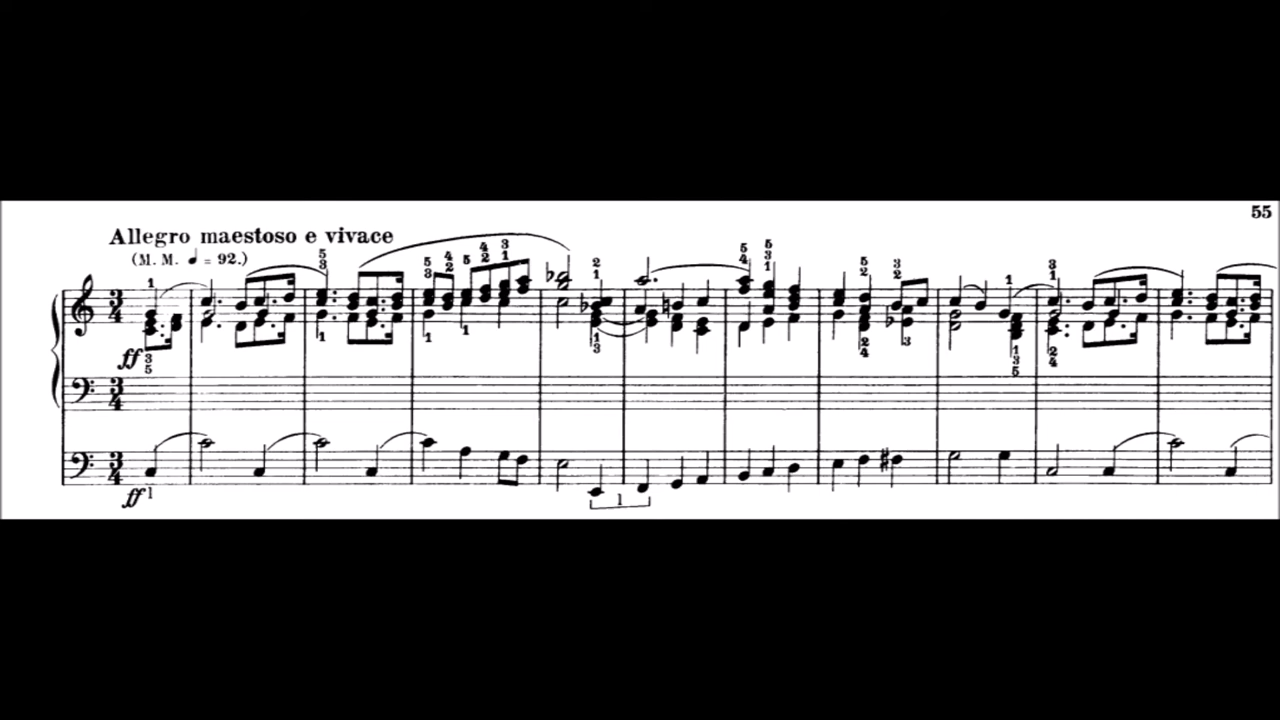 55
Allegro maestoso e vivace
(M. M. ♩ = 92.)
ff
ff